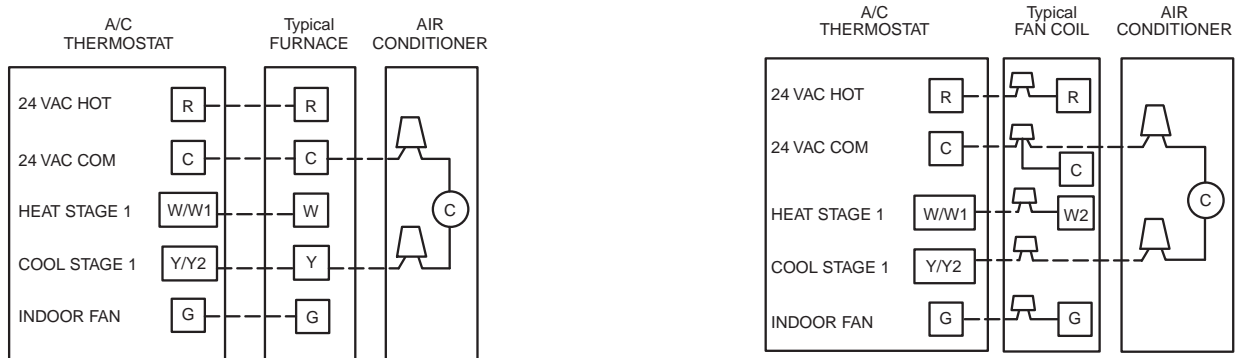 A/C THERMOSTAT
Typical FURNACE
AIR CONDITIONER
24 VAC HOT R R
24 VAC COM C C
HEAT STAGE 1 W/W1 W C
COOL STAGE 1 Y/Y2 Y
INDOOR FAN G G
A/C THERMOSTAT
Typical FAN COIL
AIR CONDITIONER
24 VAC HOT R R
24 VAC COM C C
HEAT STAGE 1 W/W1 W2 C
COOL STAGE 1 Y/Y2
INDOOR FAN G G